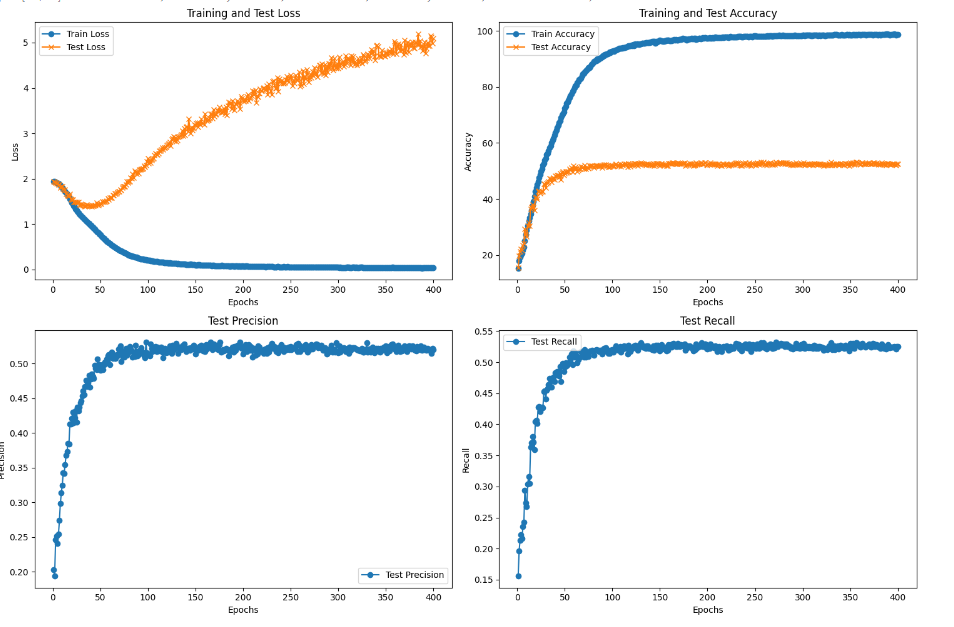 Training and Test Loss
Train Loss
Test Loss
5
4
3
2
1
0
Loss
0 50 100 150 200 250 300 350 400
Epochs
Training and Test Accuracy
Train Accuracy
Test Accuracy
100
80
60
40
20
Accuracy
0 50 100 150 200 250 300 350 400
Epochs
Test Precision
0.50
0.45
0.40
0.35
0.30
0.25
0.20
Precision
Test Precision
0 50 100 150 200 250 300 350 400
Epochs
Test Recall
Test Recall
0.55
0.50
0.45
0.40
0.35
0.30
0.25
0.20
0.15
Recall
0 50 100 150 200 250 300 350 400
Epochs